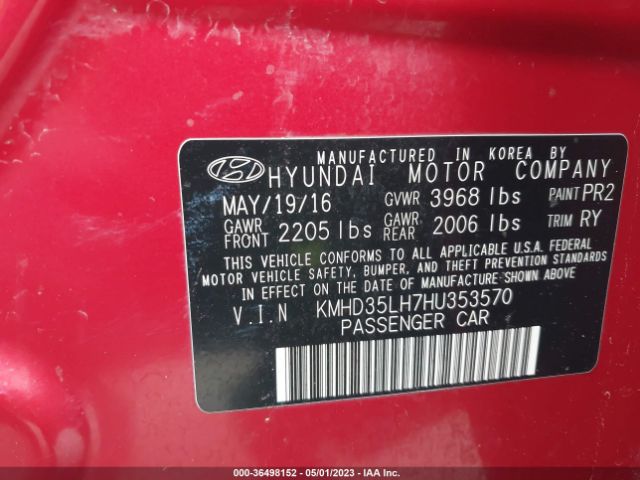 MANUFACTURED IN KOREA BY
HYUNDAI MOTOR COMPANY
MAY/19/16 GVWR 3968 lbs PAINT PR2
GAWR FRONT 2205 lbs GAWR REAR 2006 lbs TRIM RY
THIS VEHICLE CONFORMS TO ALL APPLICABLE U.S.A. FEDERAL
MOTOR VEHICLE SAFETY, BUMPER, AND THEFT PREVENTION STANDARDS
IN EFFECT ON THE DATE OF MANUFACTURE SHOWN ABOVE
V.I.N KMHD35LH7HU353570
PASSENGER CAR
000-36498152 - 05/01/2023 - IAA Inc.